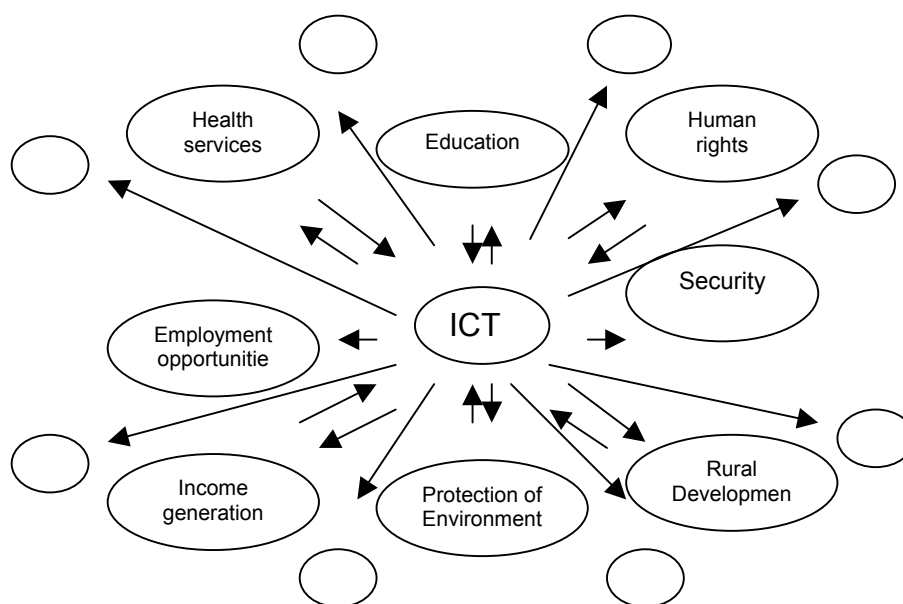 Health
services
Education
Human
rights
Security
ICT
Employment
opportunitie
Income
generation
Protection of
Environment
Rural
Developmen